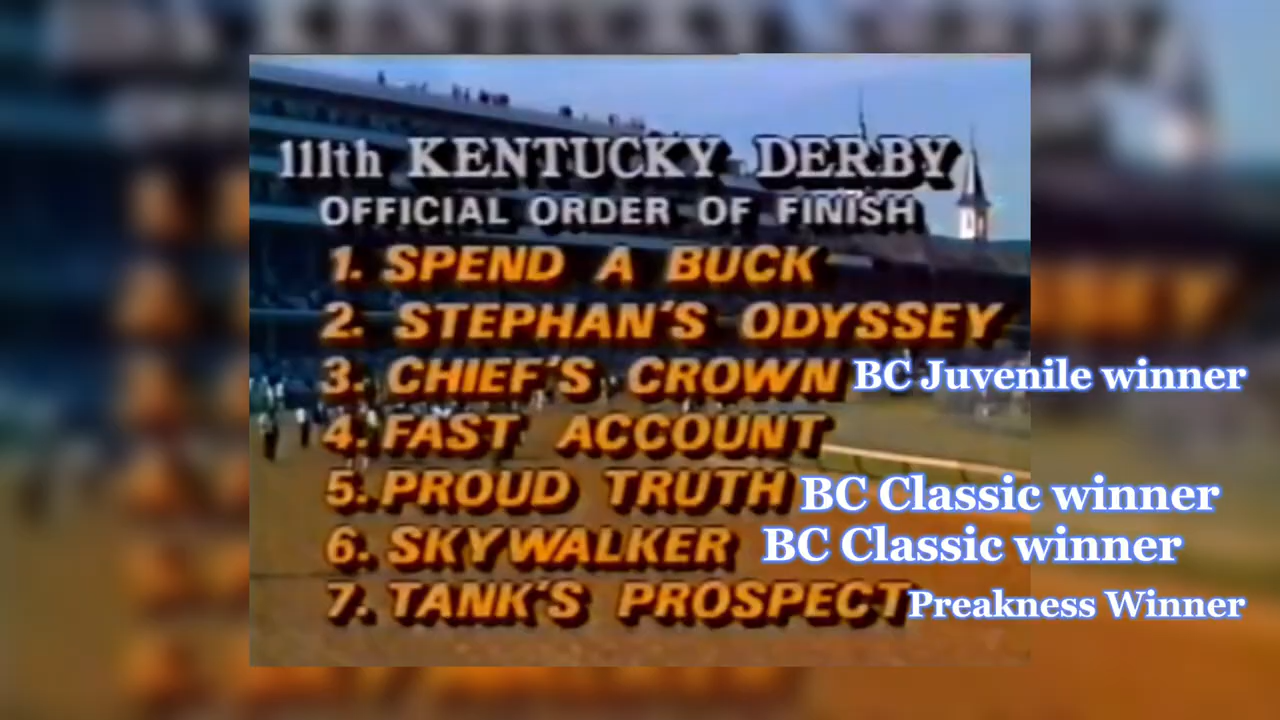 111th KENTUCKY DERBY
OFFICIAL ORDER OF FINISH
1. SPEND A BUCK
2. STEPHAN'S ODYSSEY
3. CHIEF'S CROWN BC Juvenile winner
4. FAST ACCOUNT
5. PROUD TRUTH BC Classic winner
6. SKYWALKER BC Classic winner
7. TANK'S PROSPECT Preakness Winner